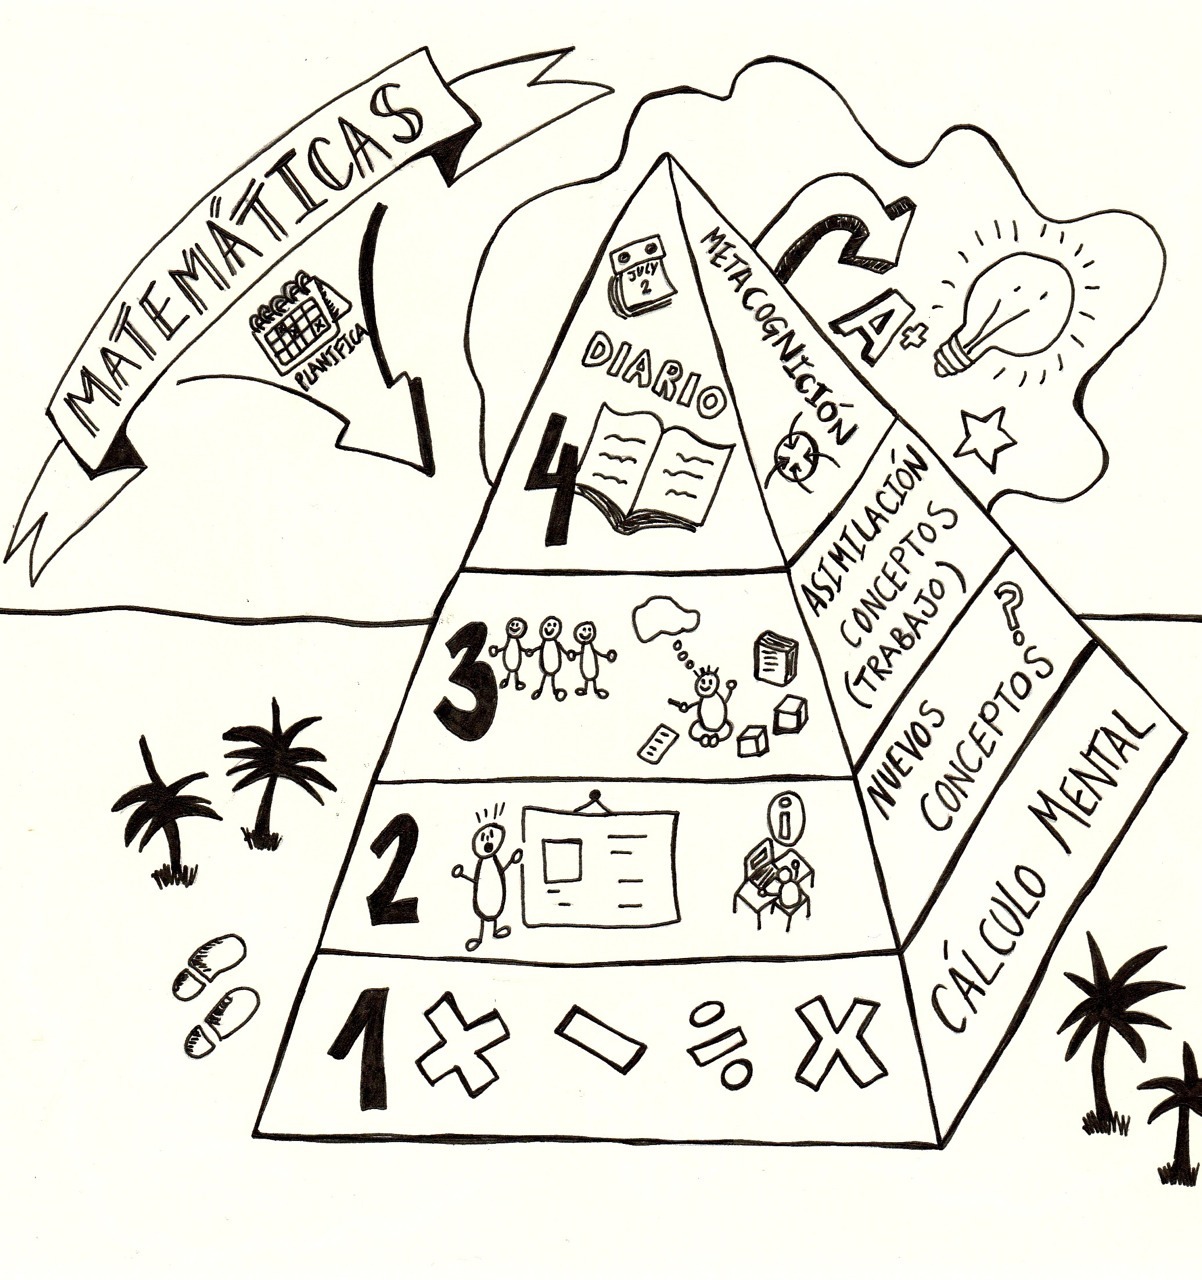 MATEMÁTICAS
PLANIFICA
JULY
2
DIARIO
4
METACOGNICIÓN
A+
3
ASIMILACIÓN
CONCEPTOS
(TRABAJO)
2
i
?
NUEVOS
CONCEPTOS
1
+ - ÷ X
CÁLCULO MENTAL